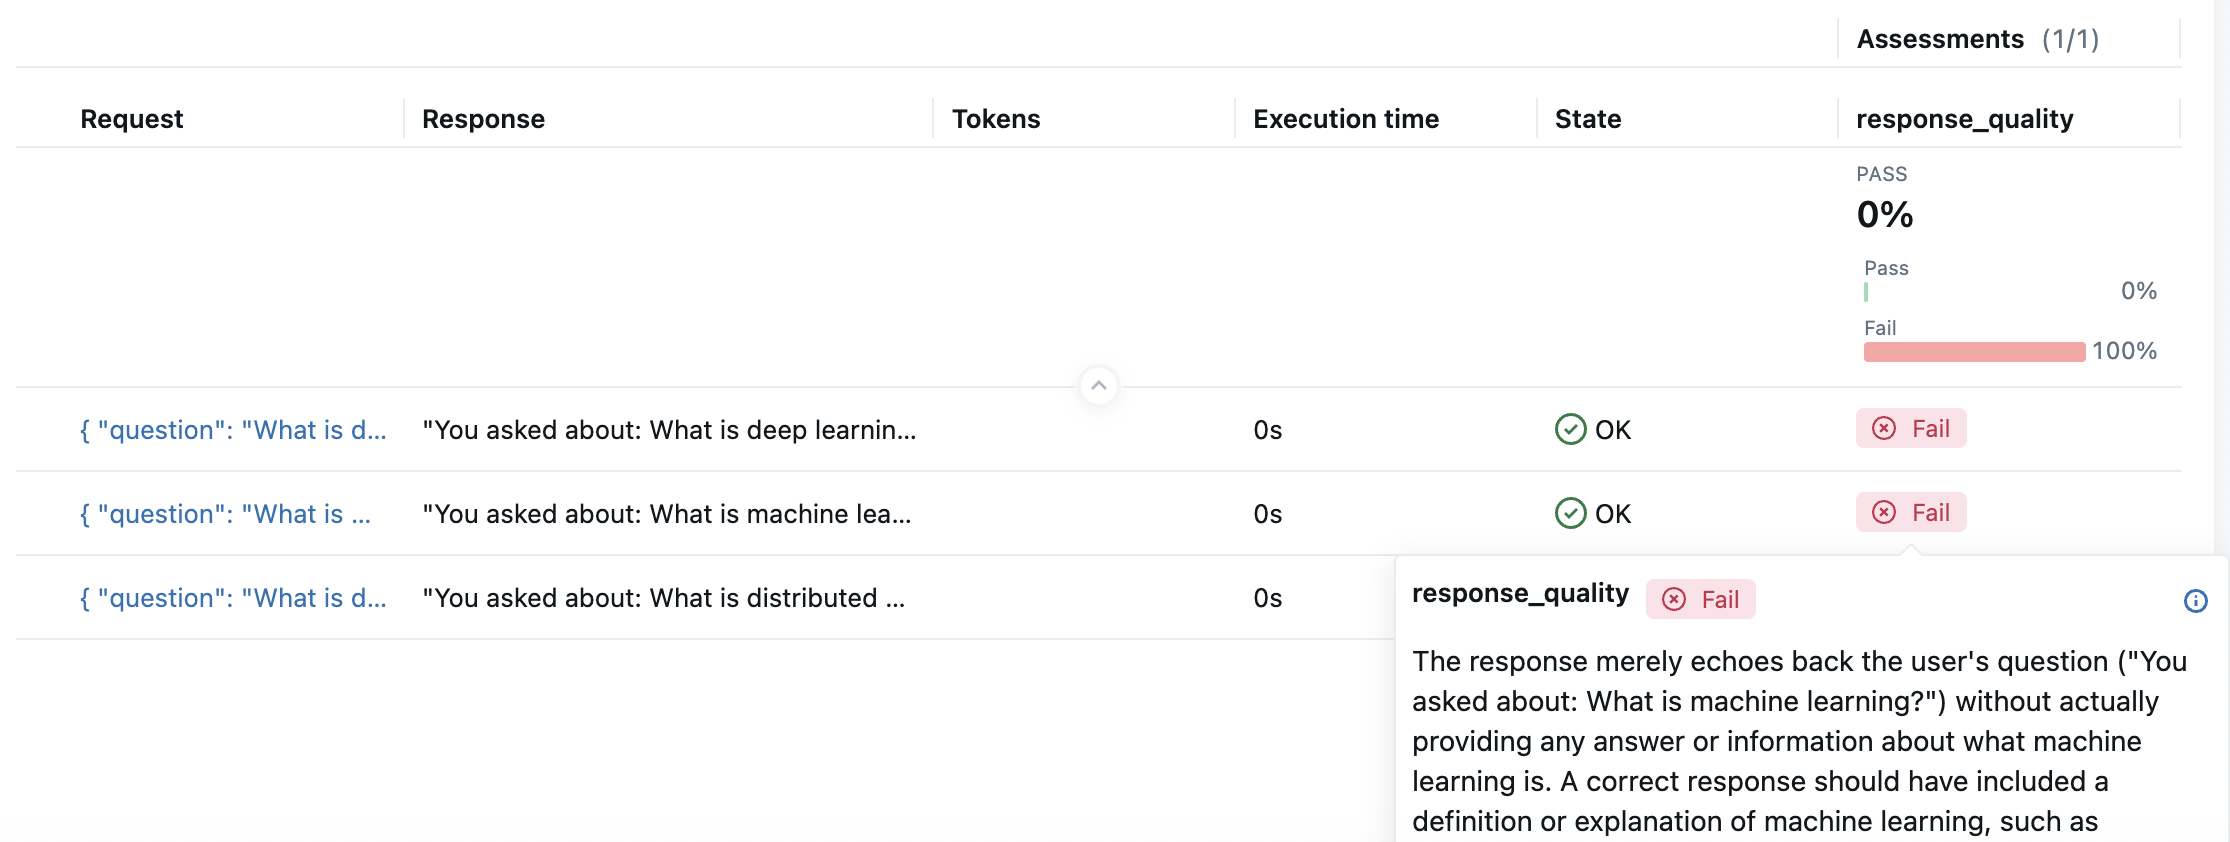 Assessments (1/1)
Request Response Tokens Execution time State response_quality
PASS
0%
Pass
0%
Fail
100%
{ "question": "What is d... "You asked about: What is deep learnin... 0s OK Fail
{ "question": "What is ... "You asked about: What is machine lea... 0s OK Fail
{ "question": "What is d... "You asked about: What is distributed ... 0s
response_quality Fail
The response merely echoes back the user's question ("You
asked about: What is machine learning?") without actually
providing any answer or information about what machine
learning is. A correct response should have included a
definition or explanation of machine learning, such as